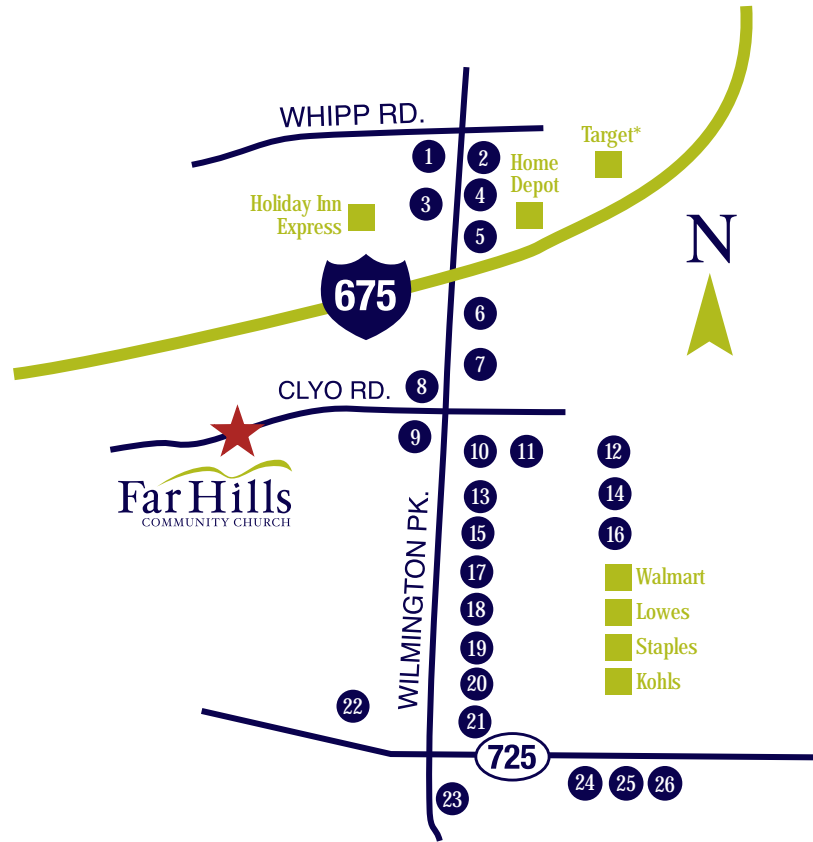 WHIPP RD.
Target*
1
2
Home
Depot
4
3
Holiday Inn
Express
5
N
675
6
7
8
CLYO RD.
9
10
11
12
Far Hills
COMMUNITY CHURCH
13
14
15
16
WILMINGTON PK.
17
Walmart
18
Lowes
19
Staples
20
Kohls
22
21
725
24
25
26
23